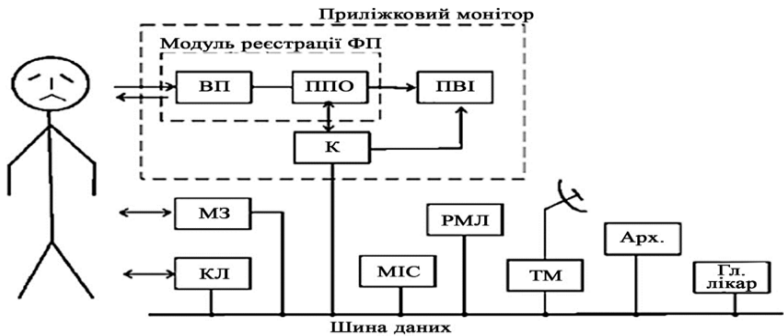 Приліжковий монітор
Модуль реєстрації ФП
ВП
ППО
ПВІ
К
МЗ
РМЛ
Арх.
КЛ
МІС
ТМ
Гл.
лікар
Шина даних